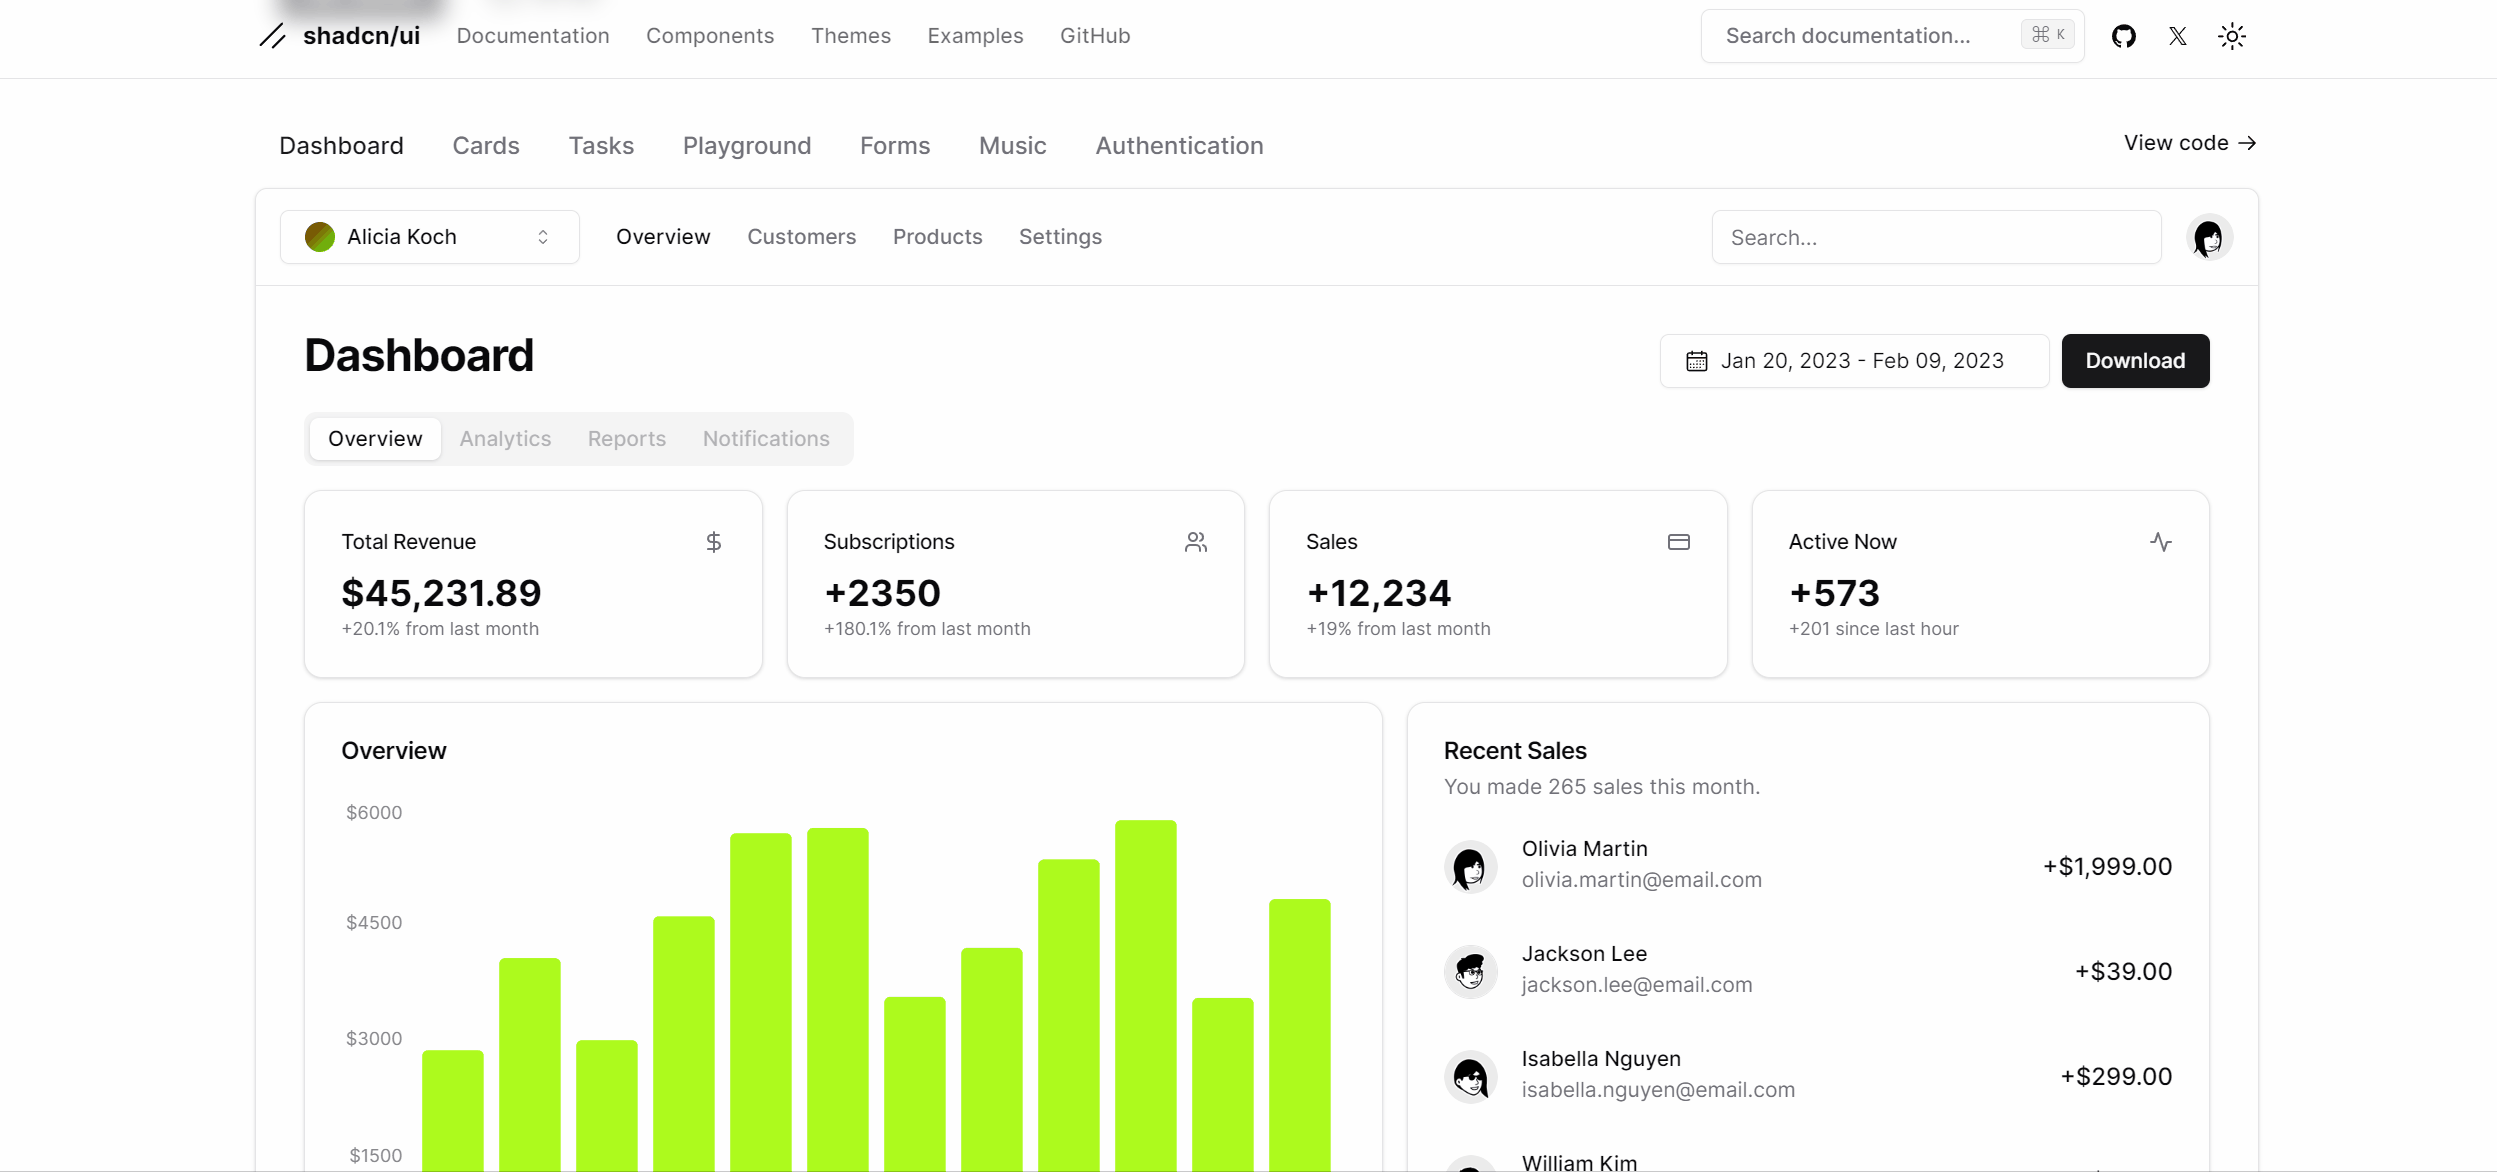 shadcn/ui Documentation Components Themes Examples GitHub Search documentation... ⌘ K
Dashboard Cards Tasks Playground Forms Music Authentication View code →
Alicia Koch Overview Customers Products Settings Search...
Dashboard Jan 20, 2023 - Feb 09, 2023 Download
Overview Analytics Reports Notifications
Total Revenue
$45,231.89
+20.1% from last month
Subscriptions
+2350
+180.1% from last month
Sales
+12,234
+19% from last month
Active Now
+573
+201 since last hour
Overview
$6000
$4500
$3000
$1500
Recent Sales
You made 265 sales this month.
Olivia Martin
olivia.martin@email.com
+$1,999.00
Jackson Lee
jackson.lee@email.com
+$39.00
Isabella Nguyen
isabella.nguyen@email.com
+$299.00
William Kim